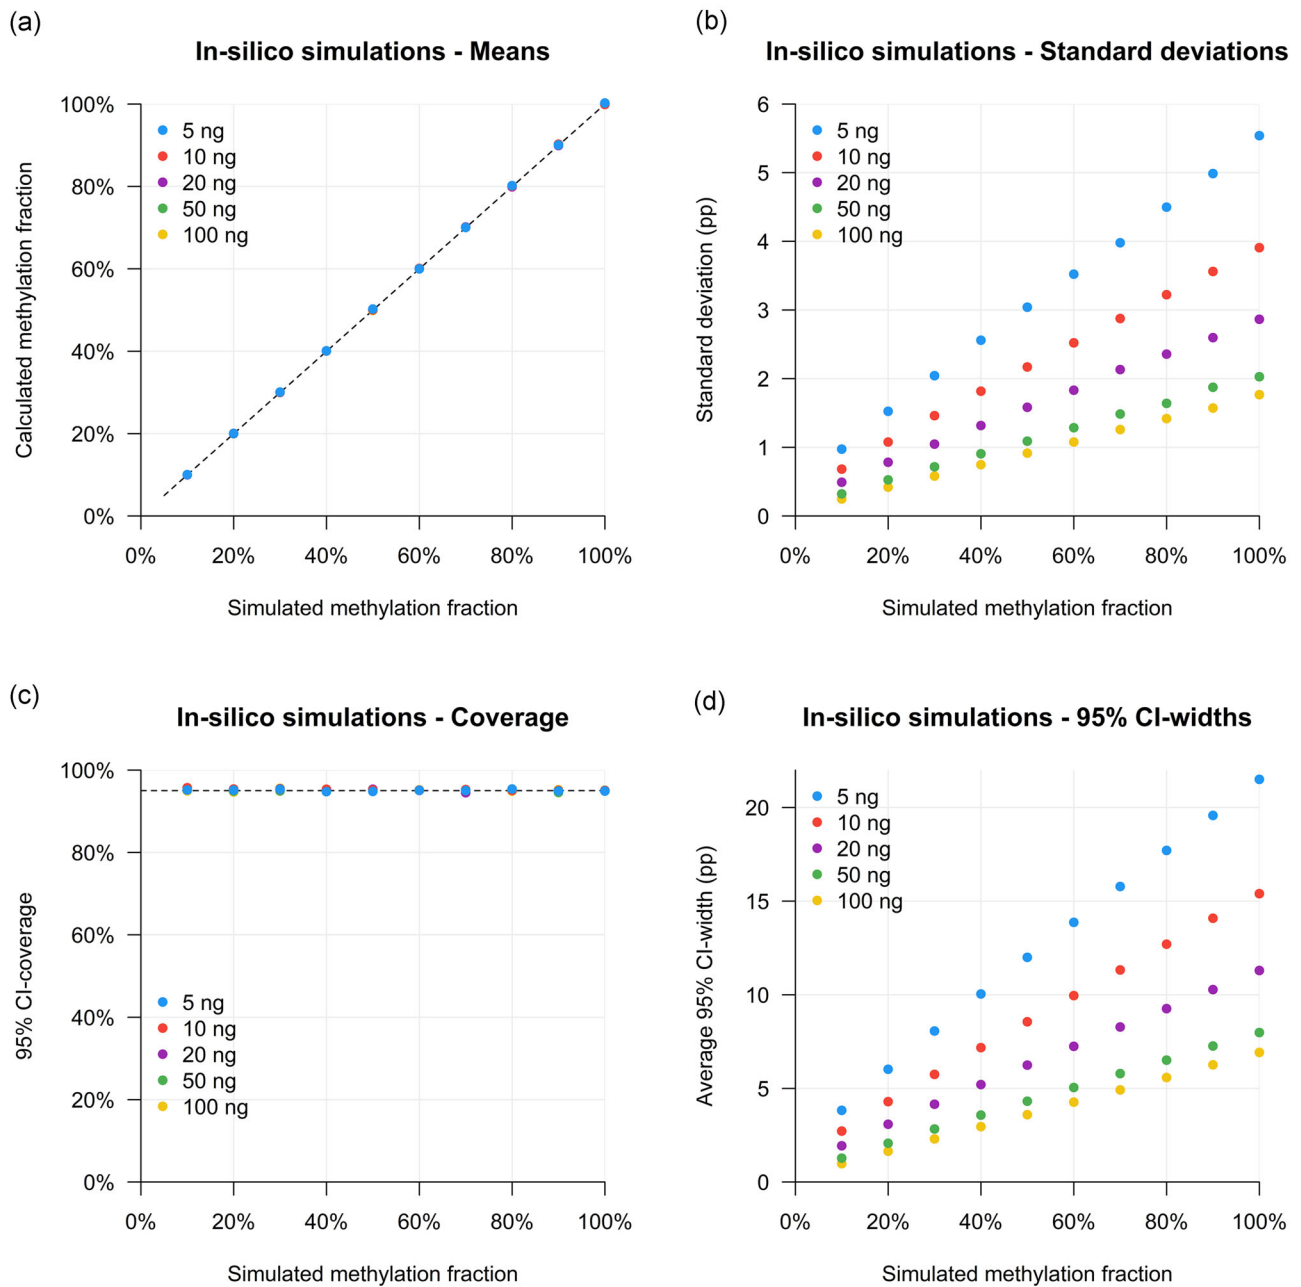 (a)
In-silico simulations - Means
100%
80%
60%
40%
20%
0%
Calculated methylation fraction
5 ng
10 ng
20 ng
50 ng
100 ng
0% 20% 40% 60% 80% 100%
Simulated methylation fraction
(b)
In-silico simulations - Standard deviations
6
5
4
3
2
1
0
Standard deviation (pp)
5 ng
10 ng
20 ng
50 ng
100 ng
0% 20% 40% 60% 80% 100%
Simulated methylation fraction
(c)
In-silico simulations - Coverage
100%
80%
60%
40%
20%
0%
95% CI-coverage
5 ng
10 ng
20 ng
50 ng
100 ng
0% 20% 40% 60% 80% 100%
Simulated methylation fraction
(d)
In-silico simulations - 95% CI-widths
20
15
10
5
0
Average 95% CI-width (pp)
5 ng
10 ng
20 ng
50 ng
100 ng
0% 20% 40% 60% 80% 100%
Simulated methylation fraction